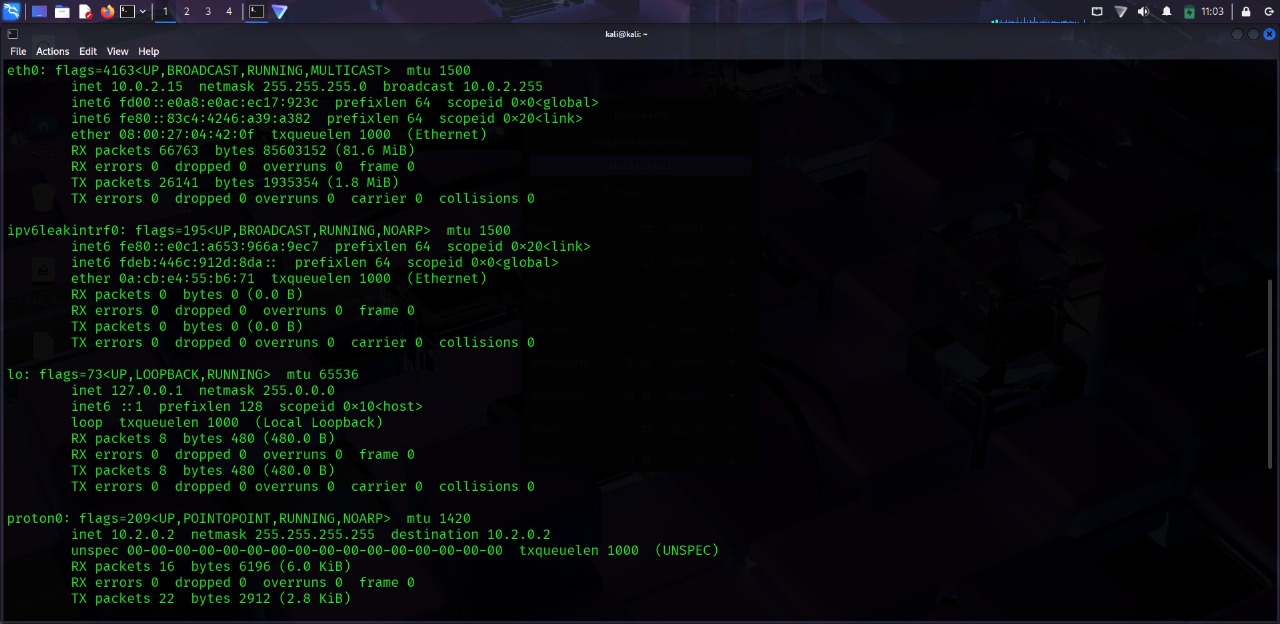 1 2 3 4
11:03
kali@kali: ~
File Actions Edit View Help
eth0: flags=4163<UP,BROADCAST,RUNNING,MULTICAST> mtu 1500
inet 10.0.2.15 netmask 255.255.255.0 broadcast 10.0.2.255
inet6 fd00::e0a8:e0ac:ec17:923c prefixlen 64 scopeid 0×0<global>
inet6 fe80::83c4:4246:a39:a382 prefixlen 64 scopeid 0×20<link>
ether 08:00:27:04:42:0f txqueuelen 1000 (Ethernet)
RX packets 66763 bytes 85603152 (81.6 MiB)
RX errors 0 dropped 0 overruns 0 frame 0
TX packets 26141 bytes 1935354 (1.8 MiB)
TX errors 0 dropped 0 overruns 0 carrier 0 collisions 0
ipv6leakintrf0: flags=195<UP,BROADCAST,RUNNING,NOARP> mtu 1500
inet6 fe80::e0c1:a653:966a:9ec7 prefixlen 64 scopeid 0×20<link>
inet6 fdeb:446c:912d:8da:: prefixlen 64 scopeid 0×0<global>
ether 0a:cb:e4:55:b6:71 txqueuelen 1000 (Ethernet)
RX packets 0 bytes 0 (0.0 B)
RX errors 0 dropped 0 overruns 0 frame 0
TX packets 0 bytes 0 (0.0 B)
TX errors 0 dropped 0 overruns 0 carrier 0 collisions 0
lo: flags=73<UP,LOOPBACK,RUNNING> mtu 65536
inet 127.0.0.1 netmask 255.0.0.0
inet6 ::1 prefixlen 128 scopeid 0×10<host>
loop txqueuelen 1000 (Local Loopback)
RX packets 8 bytes 480 (480.0 B)
RX errors 0 dropped 0 overruns 0 frame 0
TX packets 8 bytes 480 (480.0 B)
TX errors 0 dropped 0 overruns 0 carrier 0 collisions 0
proton0: flags=209<UP,POINTOPOINT,RUNNING,NOARP> mtu 1420
inet 10.2.0.2 netmask 255.255.255.255 destination 10.2.0.2
unspec 00-00-00-00-00-00-00-00-00-00-00-00-00-00-00-00 txqueuelen 1000 (UNSPEC)
RX packets 16 bytes 6196 (6.0 KiB)
RX errors 0 dropped 0 overruns 0 frame 0
TX packets 22 bytes 2912 (2.8 KiB)